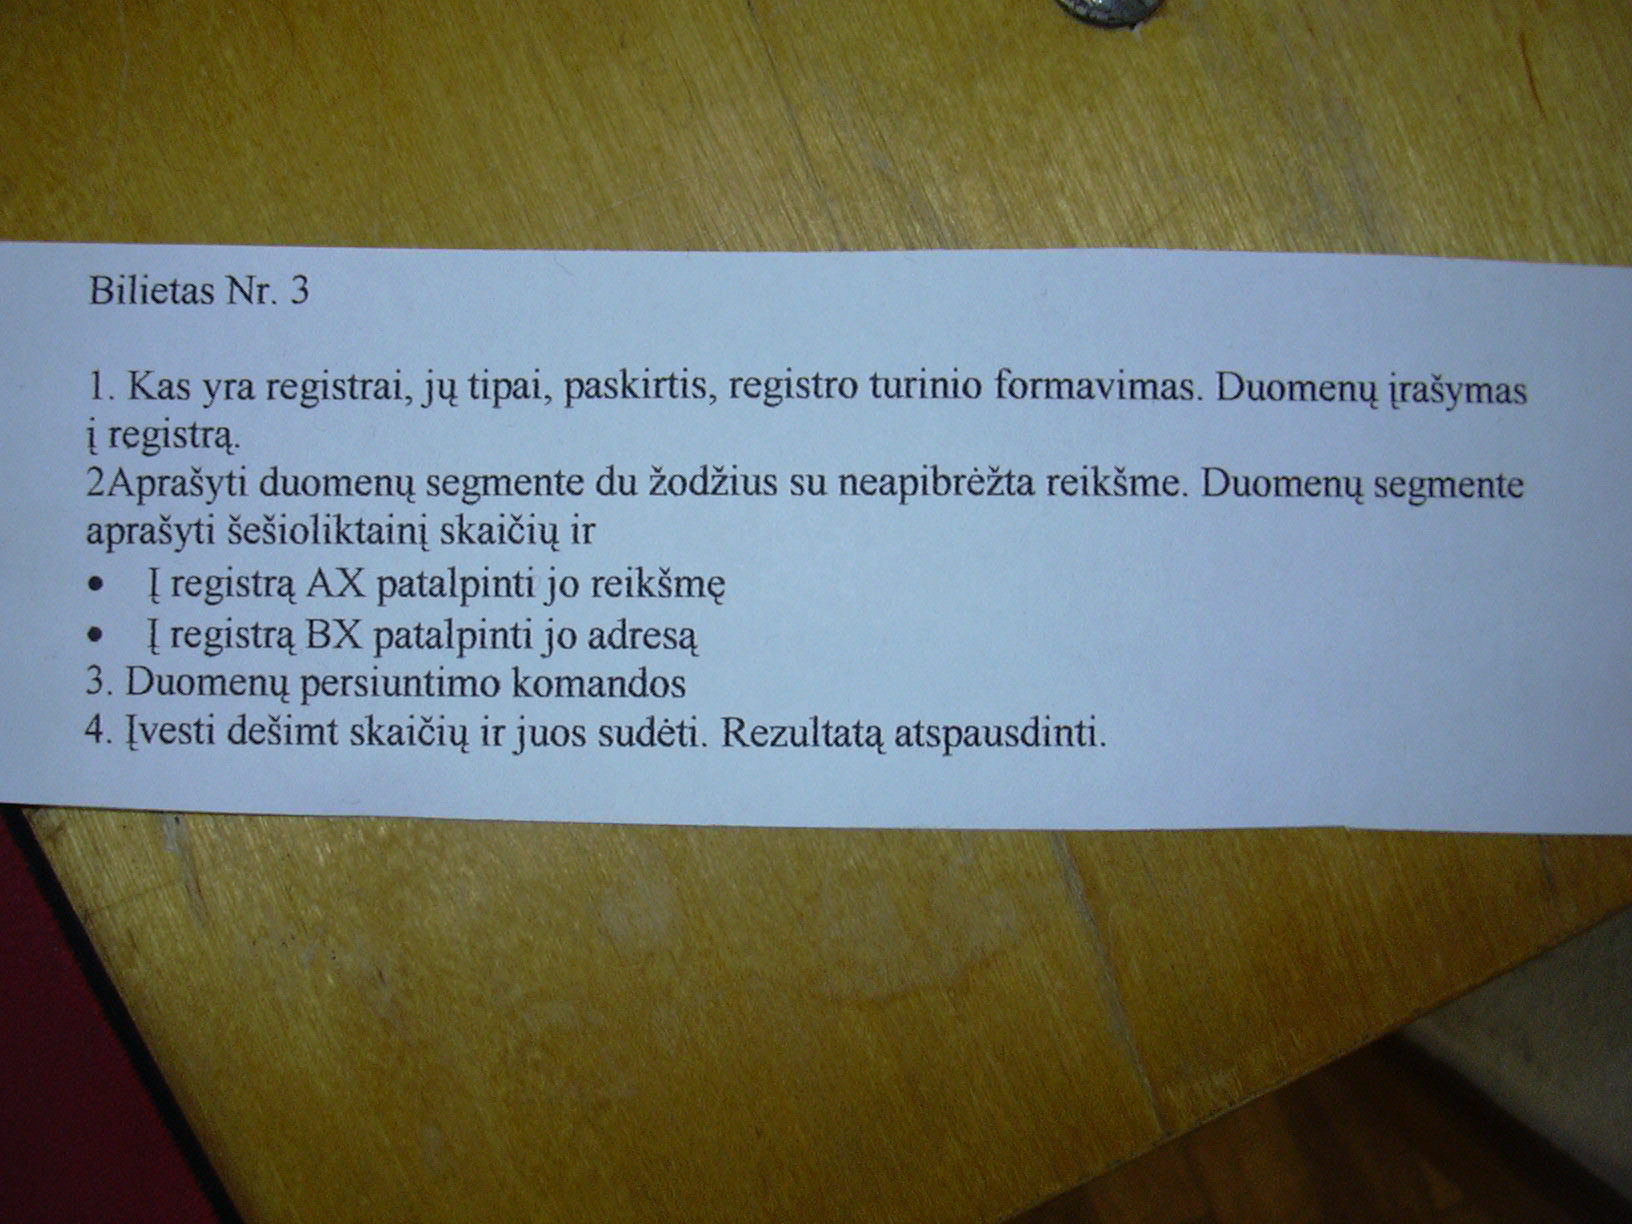 Bilietas Nr. 3
1. Kas yra registrai, jų tipai, paskirtis, registro turinio formavimas. Duomenų įrašymas
į registrą.
2Aprašyti duomenų segmente du žodžius su neapibrėžta reikšme. Duomenų segmente
aprašyti šešioliktainį skaičių ir
• Į registrą AX patalpinti jo reikšmę
• Į registrą BX patalpinti jo adresą
3. Duomenų persiuntimo komandos
4. Įvesti dešimt skaičių ir juos sudėti. Rezultatą atspausdinti.